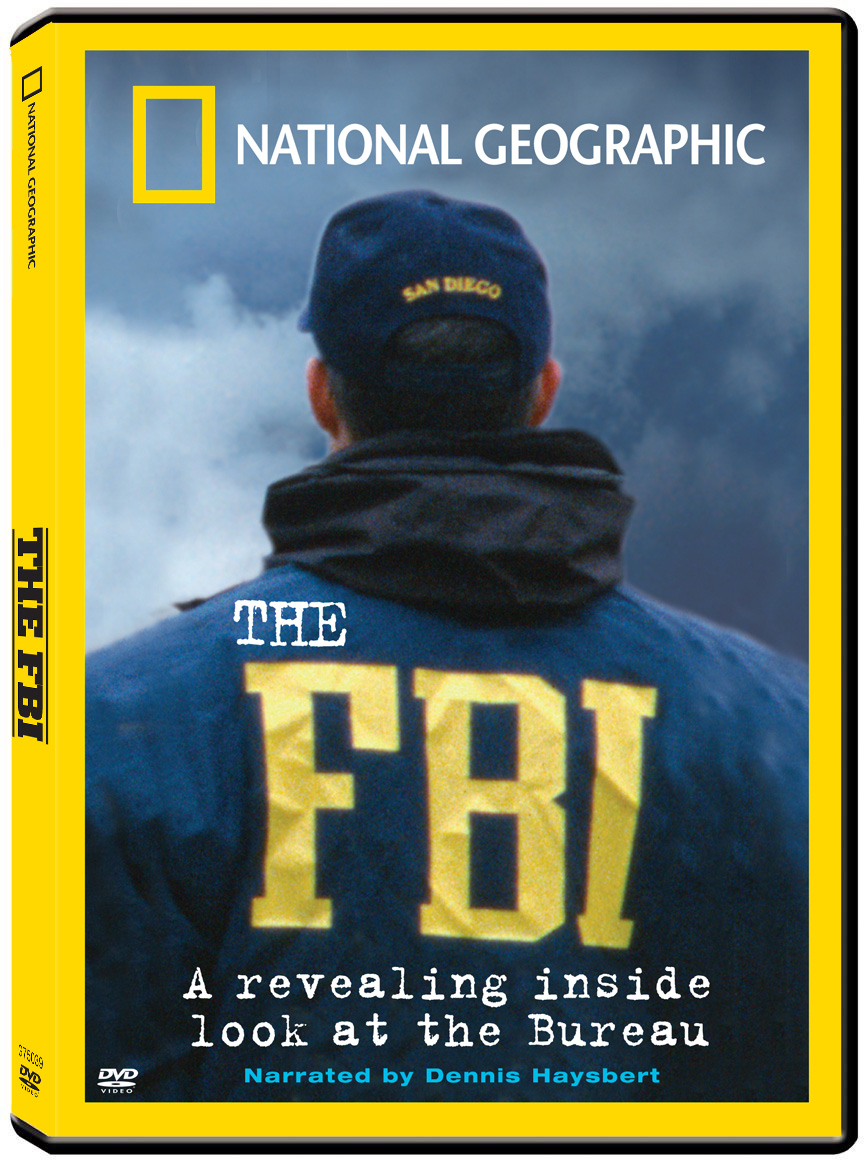 NATIONAL GEOGRAPHIC
SAN DIEGO
THE
FBI
A revealing inside
look at the Bureau
Narrated by Dennis Haysbert
DVD
VIDEO
NATIONAL GEOGRAPHIC
THE FBI
375039
DVD
VIDEO